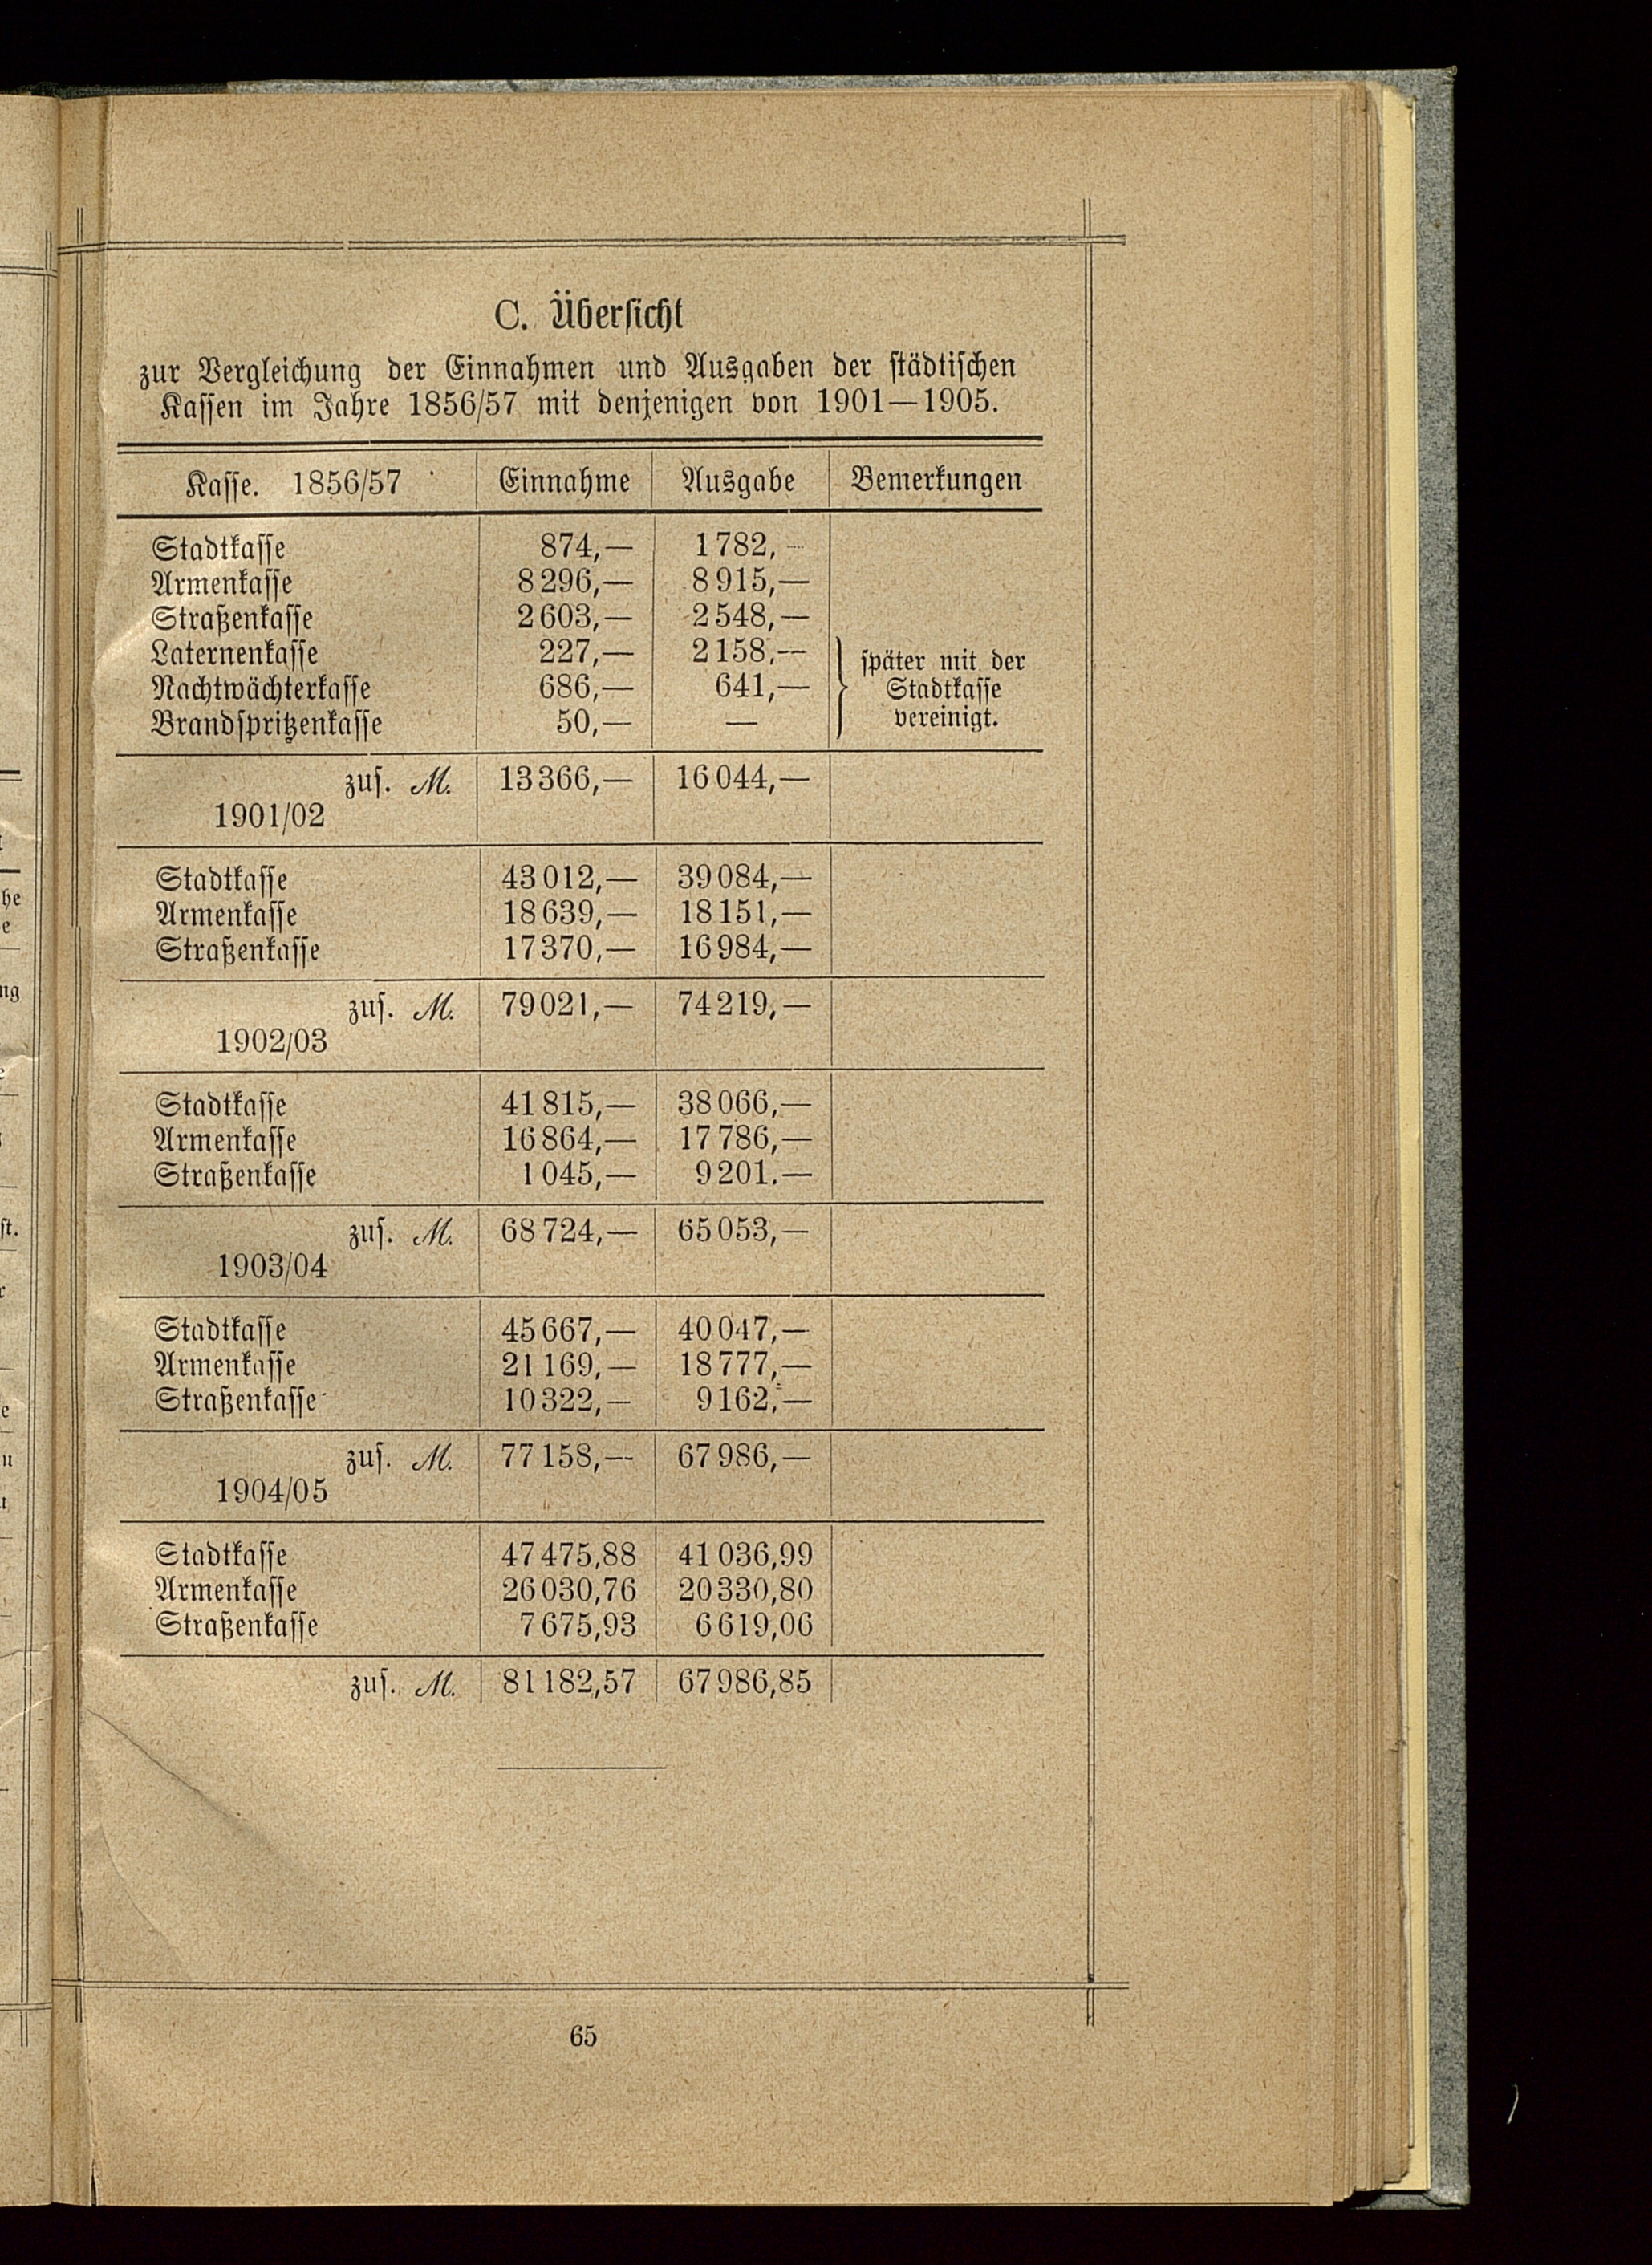 C. Übersicht
zur Vergleichung der Einnahmen und Ausgaben der städtischen
Kassen im Jahre 1856/57 mit denjenigen von 1901—1905.
Kasse. 1856/57 Einnahme Ausgabe Bemerkungen
Stadtkasse 874,— 1782,—
Armenkasse 8296,— 8915,—
Straßenkasse 2603,— 2548,—
Laternenkasse 227,— 2158,— später mit der
Nachtwächterkasse 686,— 641,— Stadtkasse
Brandspritzenkasse 50,— — vereinigt.
zus. M. 13366,— 16044,—
1901/02
Stadtkasse 43012,— 39084,—
Armenkasse 18639,— 18151,—
Straßenkasse 17370,— 16984,—
zus. M. 79021,— 74219,—
1902/03
Stadtkasse 41815,— 38066,—
Armenkasse 16864,— 17786,—
Straßenkasse 1045,— 9201.—
zus. M. 68724,— 65053,—
1903/04
Stadtkasse 45667,— 40047,—
Armenkasse 21169,— 18777,—
Straßenkasse 10322,— 9162,—
zus. M. 77158,— 67986,—
1904/05
Stadtkasse 47475,88 41036,99
Armenkasse 26030,76 20330,80
Straßenkasse 7675,93 6619,06
zus. M. 81182,57 67986,85
65